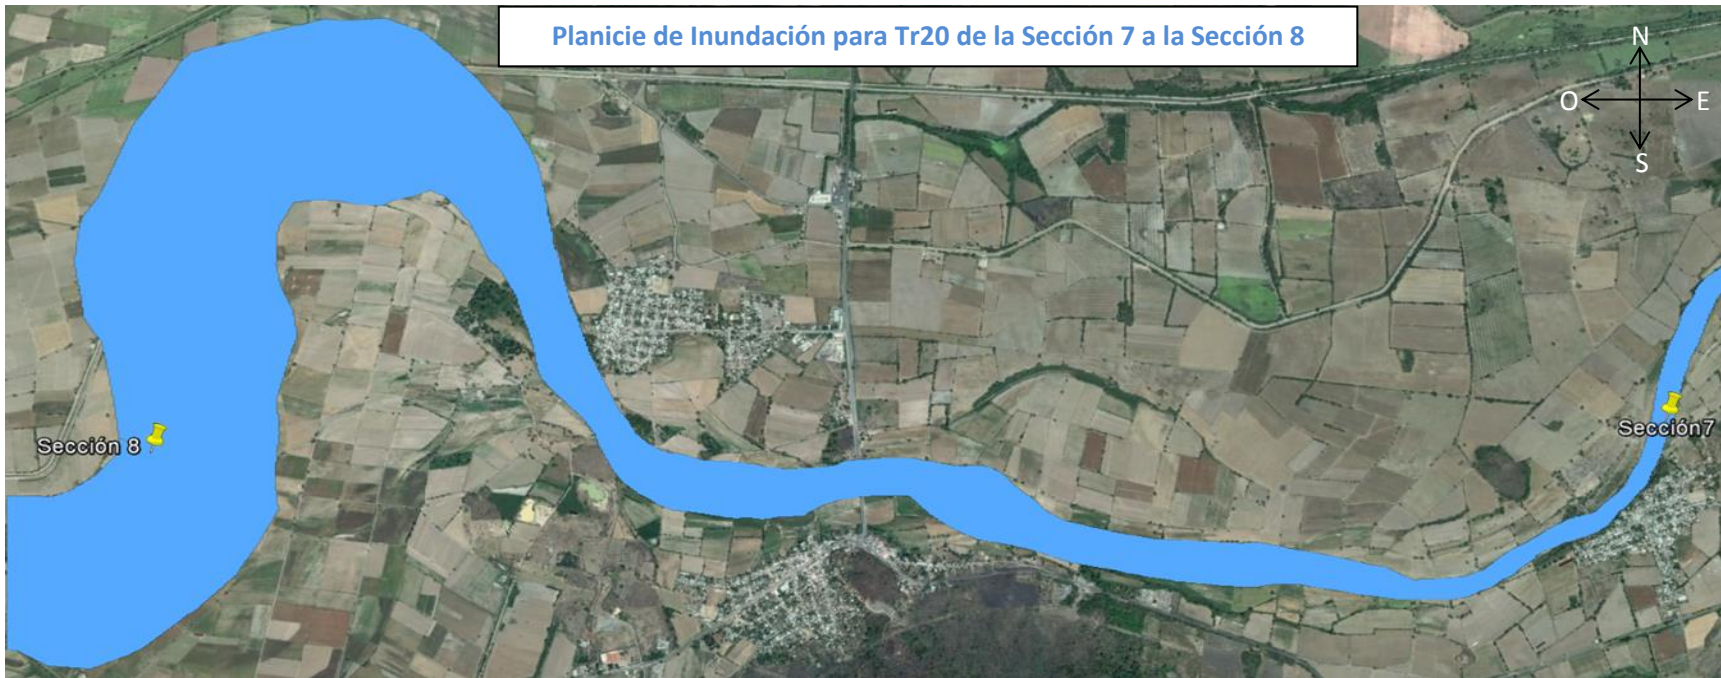 Planicie de Inundación para Tr20 de la Sección 7 a la Sección 8
N
O E
S
Sección 8
Sección7